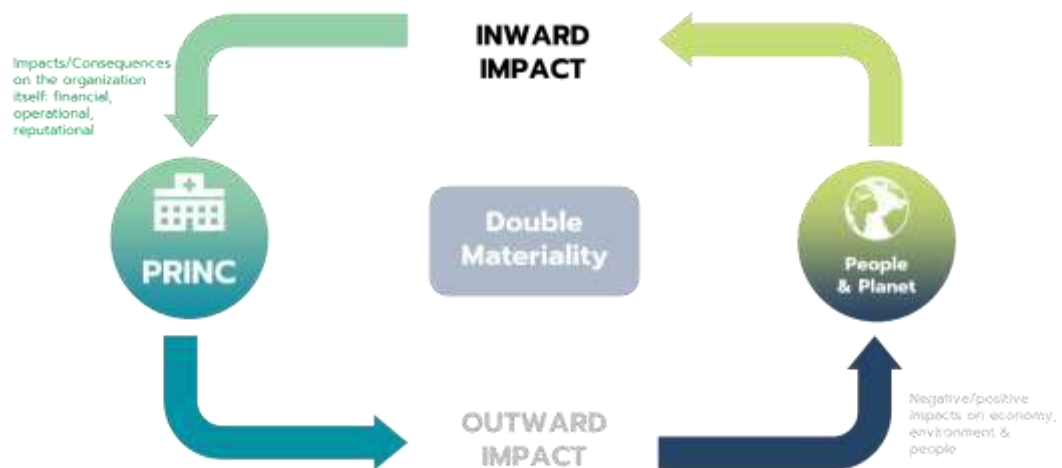 INWARD
IMPACT
Impacts/Consequences
on the organization
itself: financial,
operational,
reputational
PRINC
Double
Materiality
People
& Planet
OUTWARD
IMPACT
Negative/positive
impacts on economy,
environment &
people